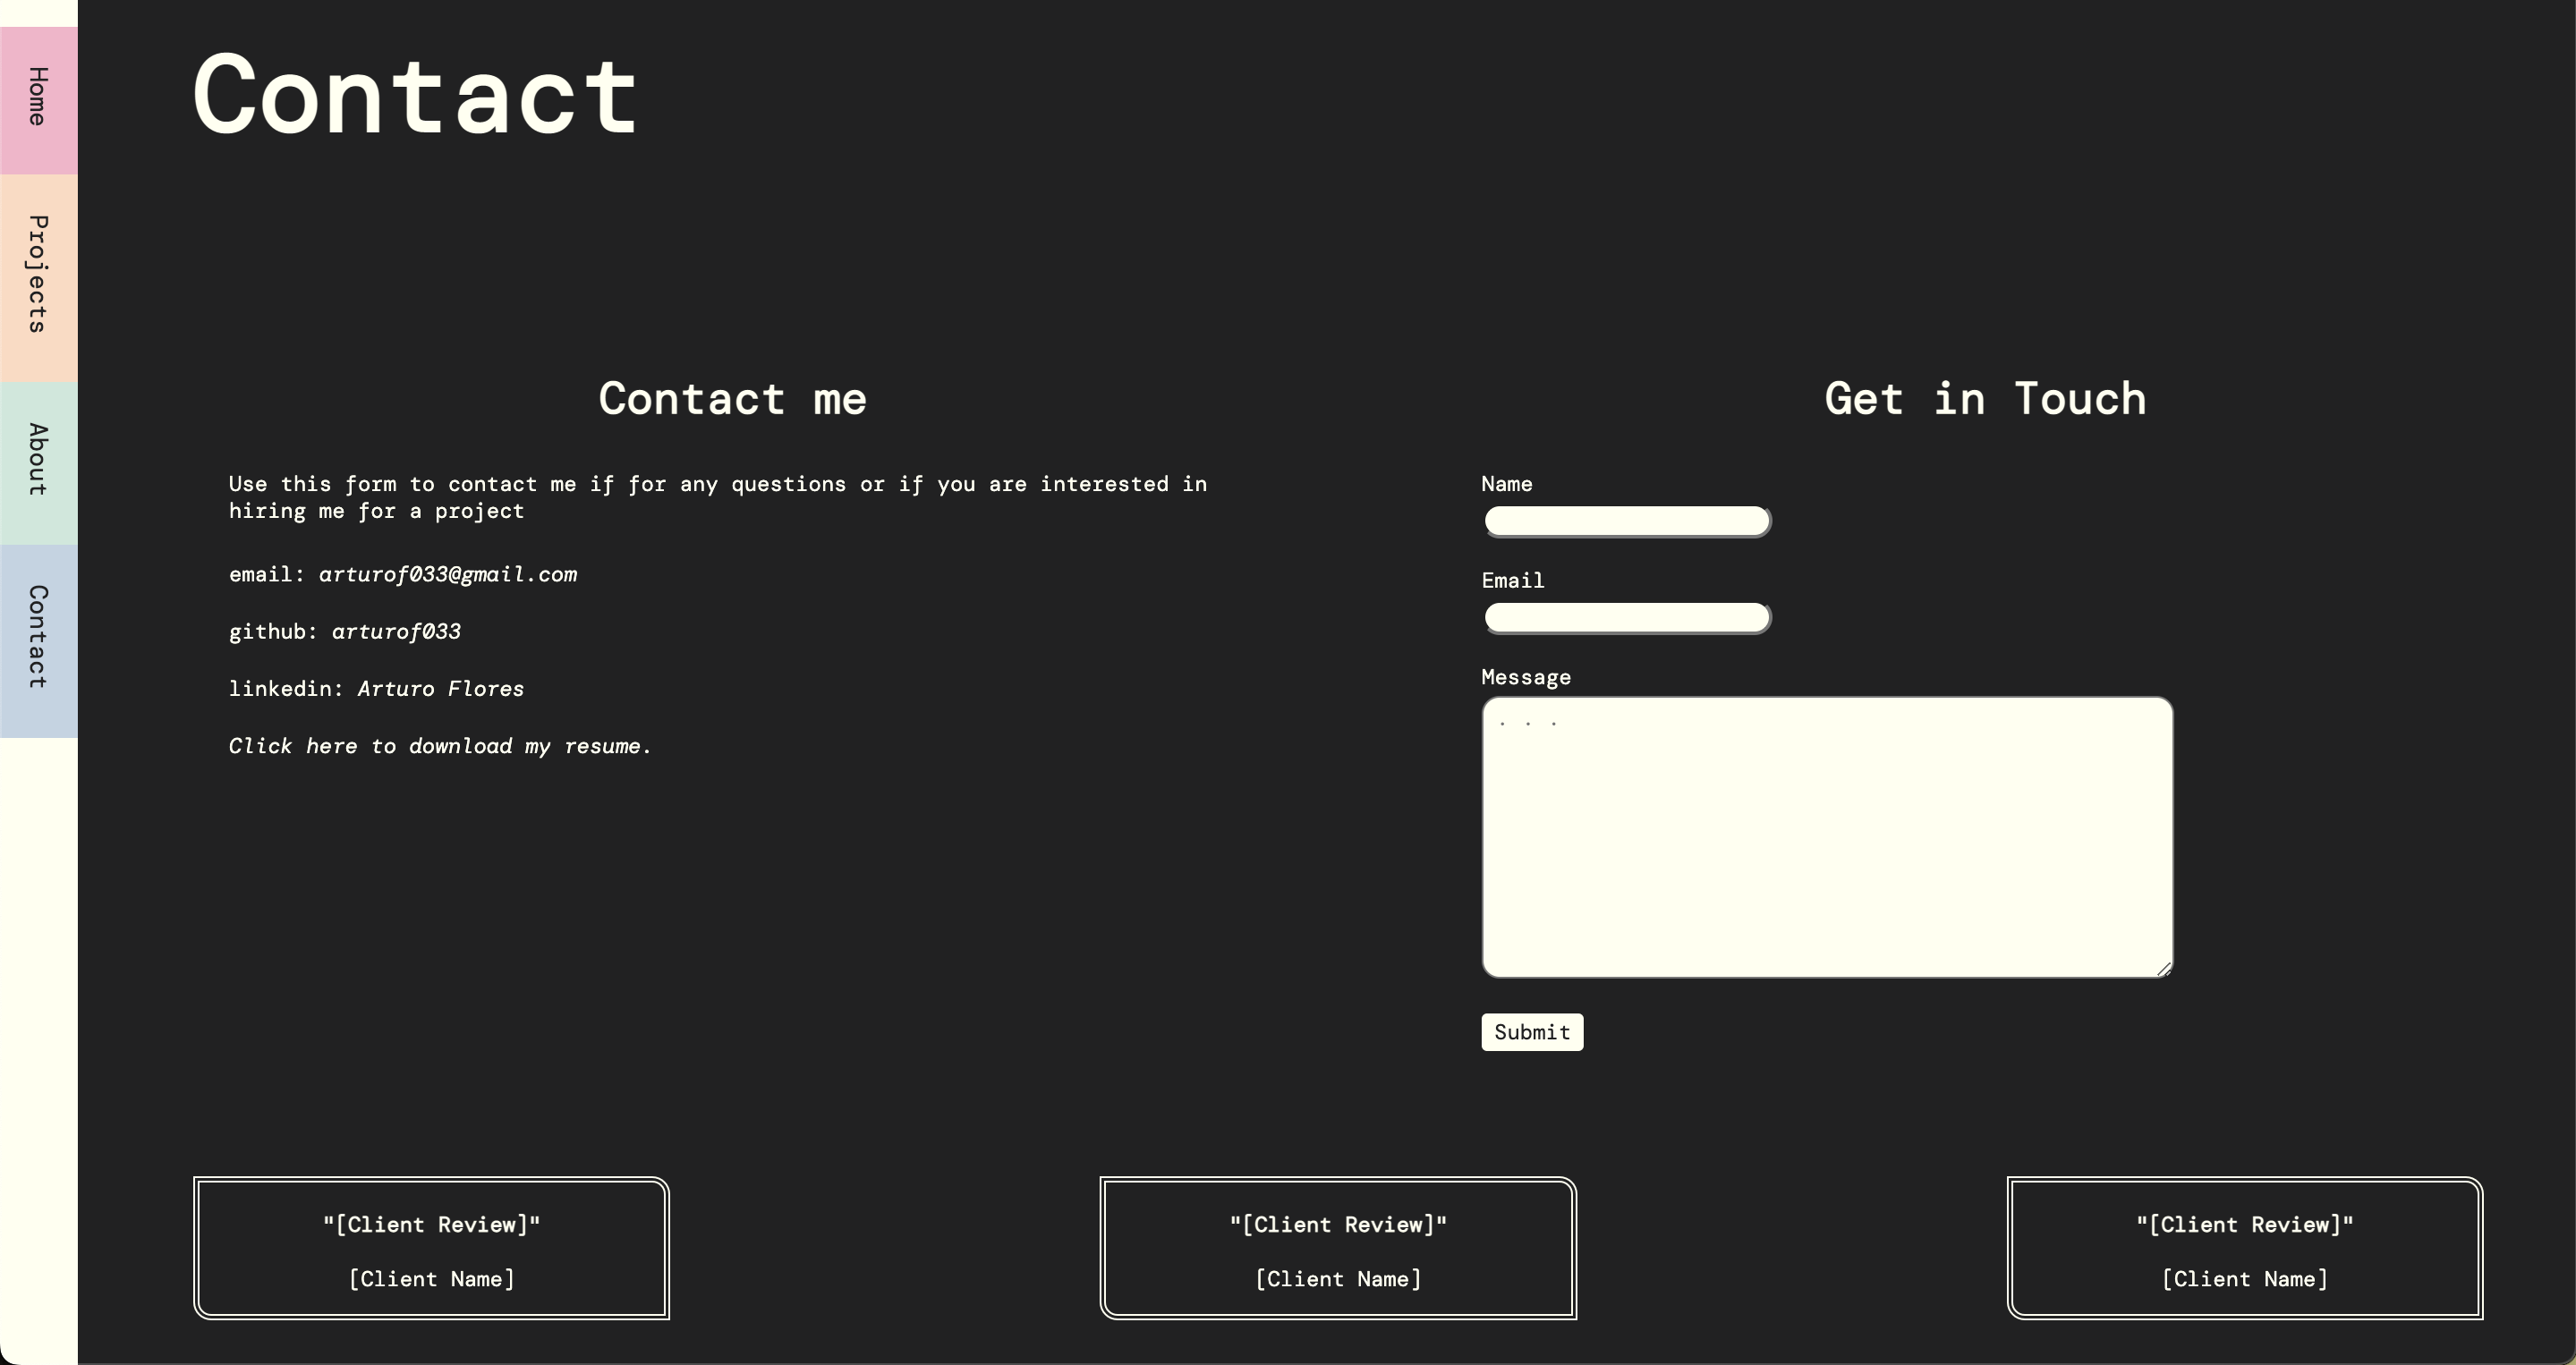 Home
Projects
About
Contact
Contact
Contact me
Use this form to contact me if for any questions or if you are interested in
hiring me for a project
email: arturof033@gmail.com
github: arturof033
linkedin: Arturo Flores
Click here to download my resume.
Get in Touch
Name
Email
Message
. . .
Submit
"[Client Review]"
[Client Name]
"[Client Review]"
[Client Name]
"[Client Review]"
[Client Name]